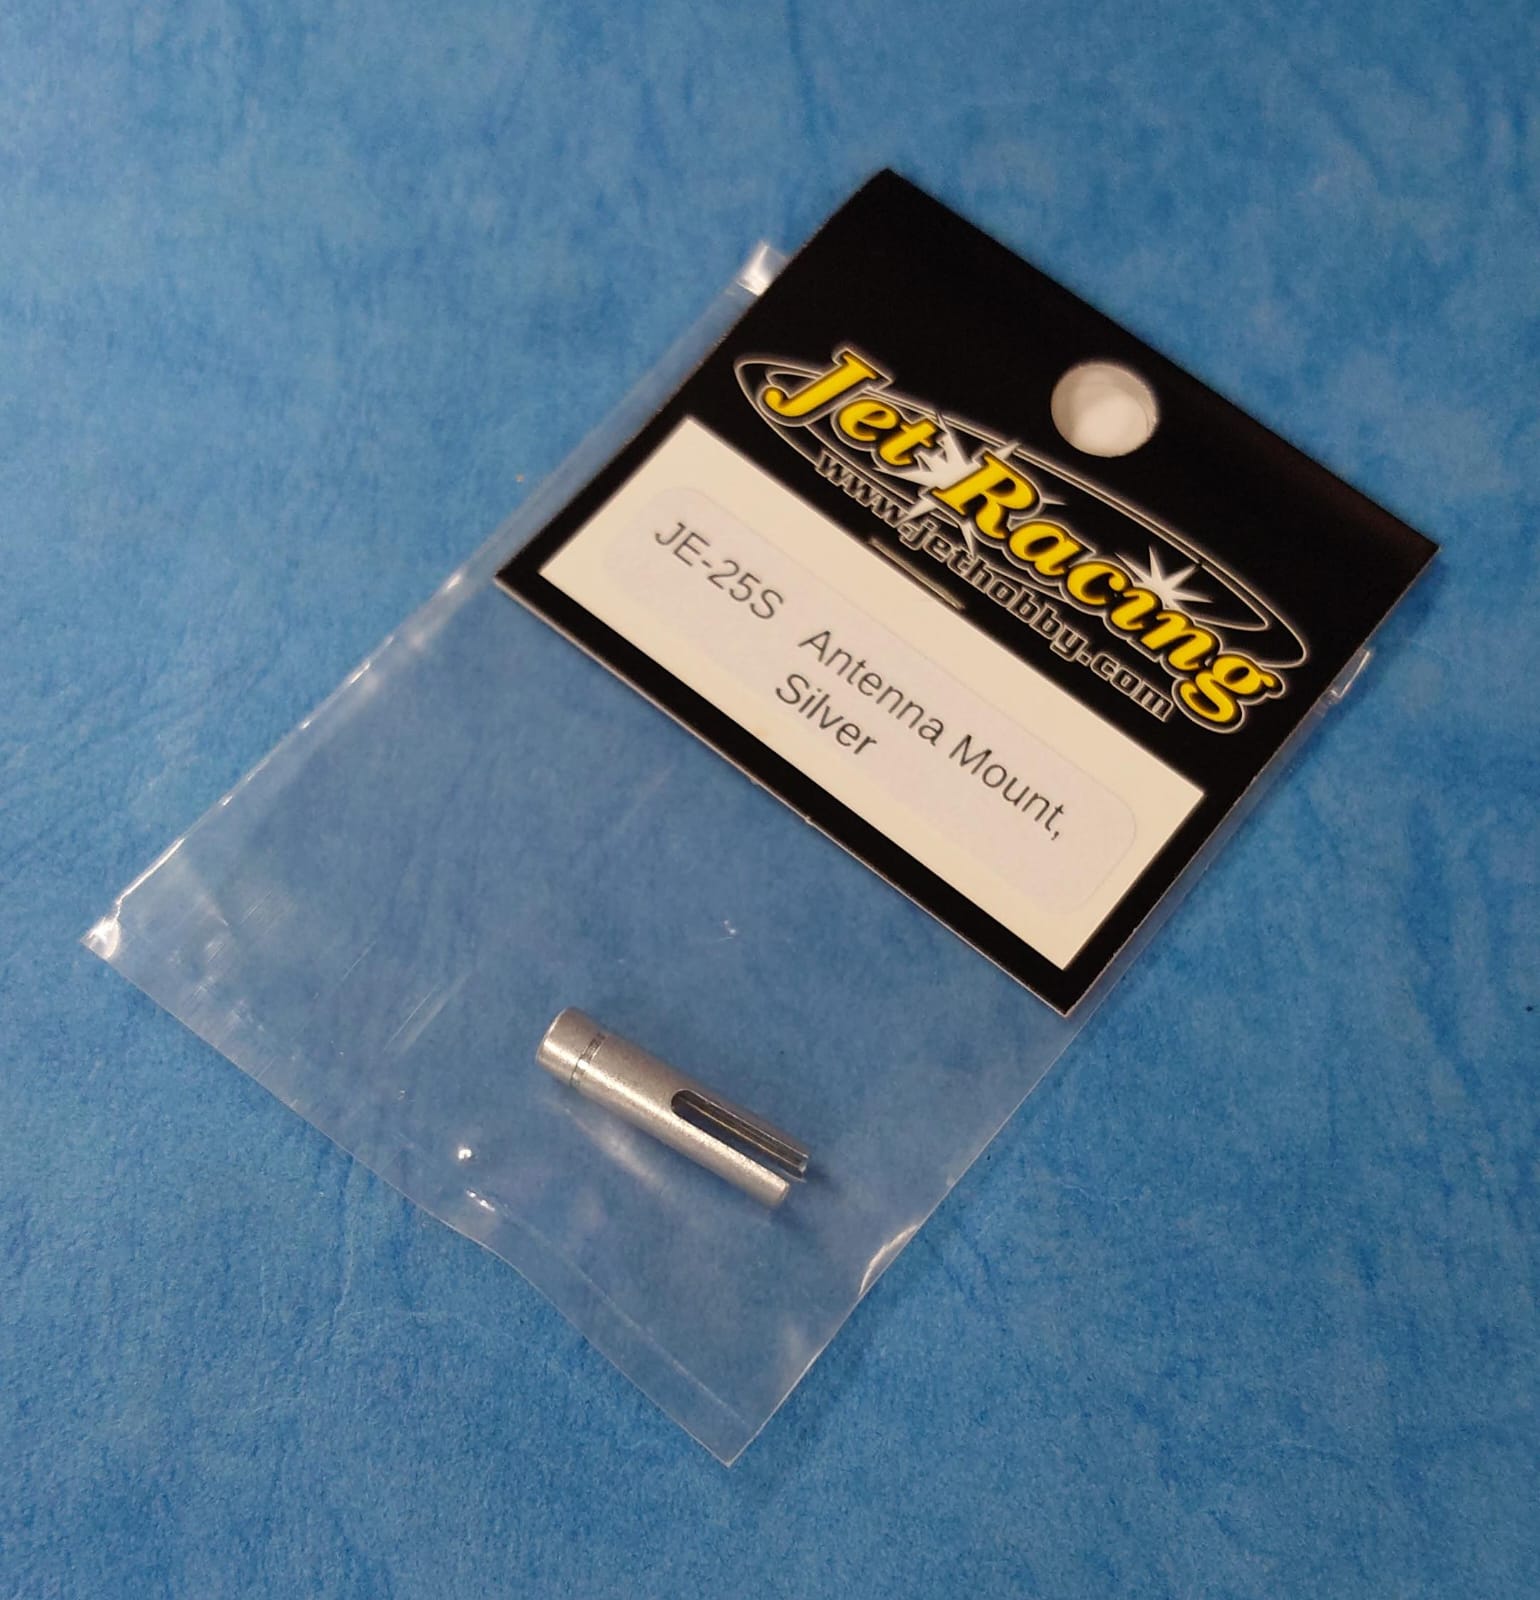 Jet Racing
www.jethobby.com
JE-25S Antenna Mount,
Silver